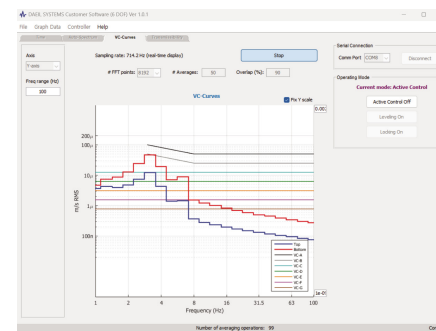 DAEIL SYSTEMS Customer Software (6 DOF) Ver 1.0.1
File Graph Data Controller Help
VC-Curves
Axis
Y-axis
Freq range (Hz)
100
Sampling rate: 714.2 Hz (real-time display)
Stop
# FFT points: 8192 # Averages: 50 Overlap (%): 50
VC-Curves
Fix Y scale
0.001
200µ
100µ
10µ
1µ
100n
m/s RMS
Top
Bottom
VC-A
VC-B
VC-C
VC-D
VC-E
VC-F
VC-G
1e-0
1 2 4 8 16 31.5 63 100
Frequency (Hz)
Serial Connection
Comm Port COM9 Disconnect
Operating Mode
Current mode: Active Control
Active Control Off
Leveling On
Locking On
Number of averaging operations: 99